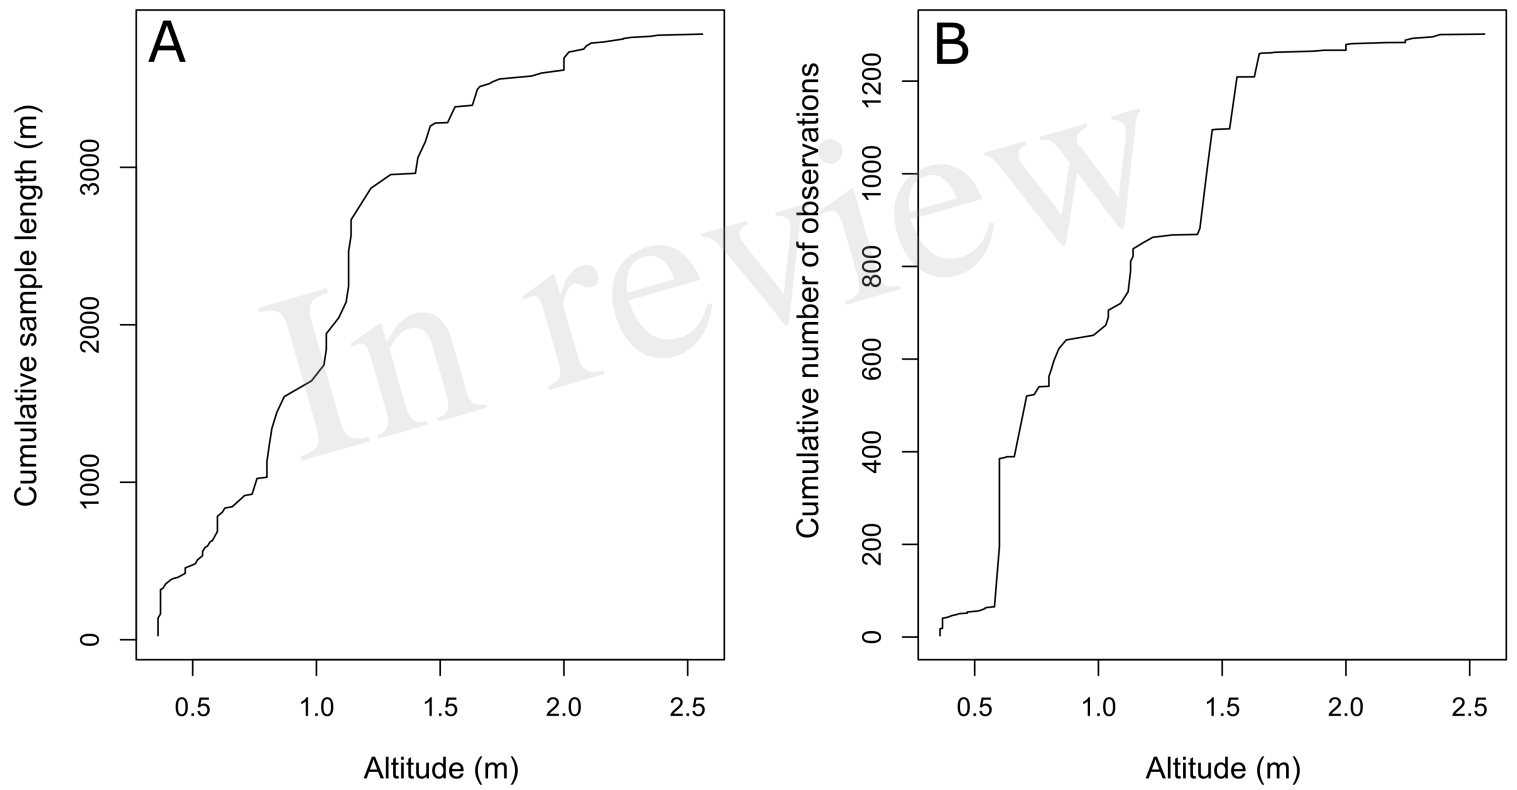 A
Cumulative sample length (m)
3000
2000
1000
0
0.5 1.0 1.5 2.0 2.5
Altitude (m)
B
Cumulative number of observations
1200
1000
800
600
400
200
0
0.5 1.0 1.5 2.0 2.5
Altitude (m)
In review